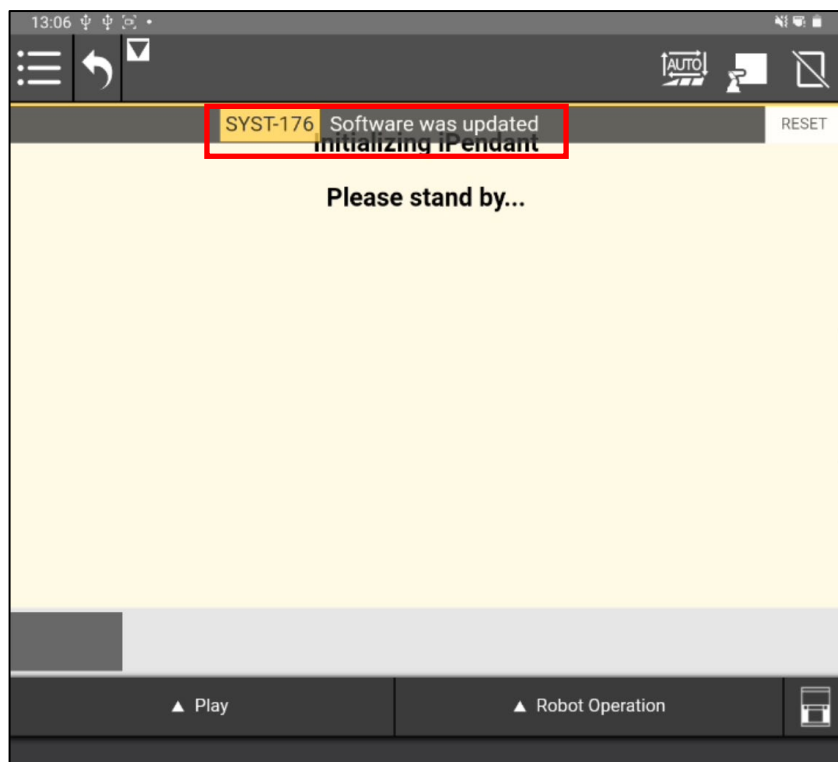 13:06
AUTO
SYST-176 Software was updated
RESET
Initializing iPendant
Please stand by...
▲ Play
▲ Robot Operation